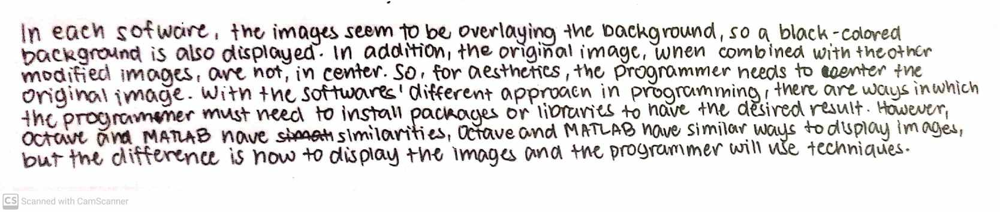 In each sofware, the images seem to be overlaying the background, so a black-colored
background is also displayed. In addition, the original image, when combined with the other
modified images, are not, in center. So, for aesthetics, the programmer needs to center the
original image. With the softwares' different approach in programming, there are ways in which
the programmer must need to install packages or libraries to have the desired result. However,
Octave and MATLAB have similarities, Octave and MATLAB have similar ways to display images,
but the difference is how to display the images and the programmer will use techniques.
CS Scanned with CamScanner